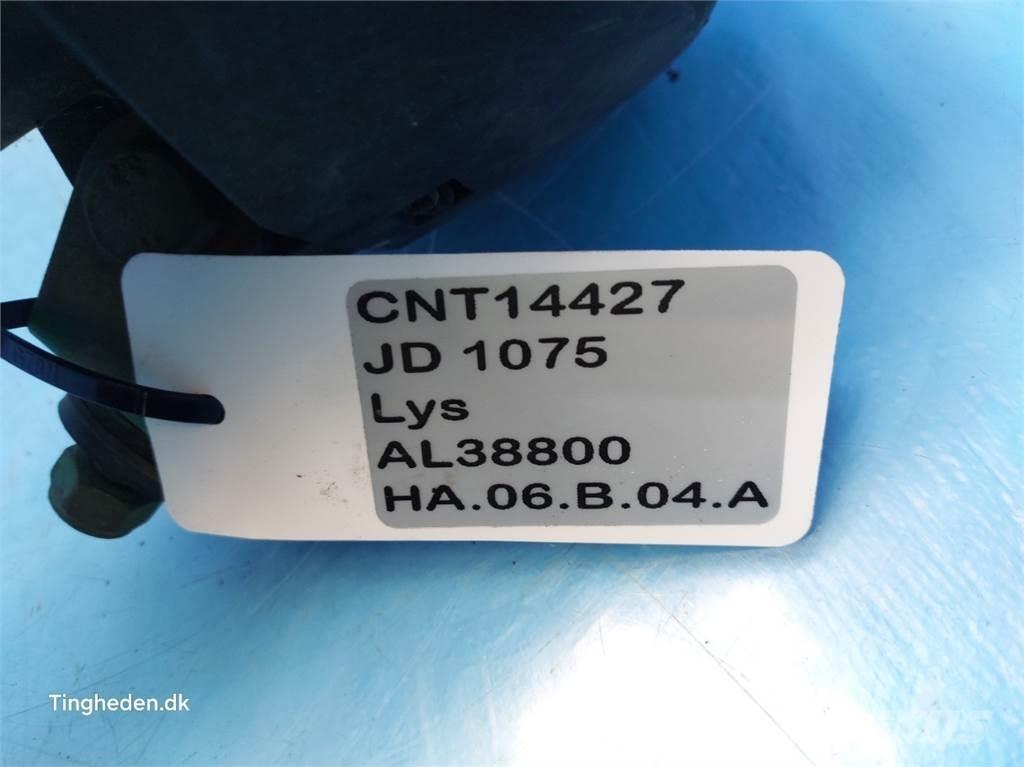 CNT14427
JD 1075
Lys
AL38800
HA.06.B.04.A
Tingheden.dk